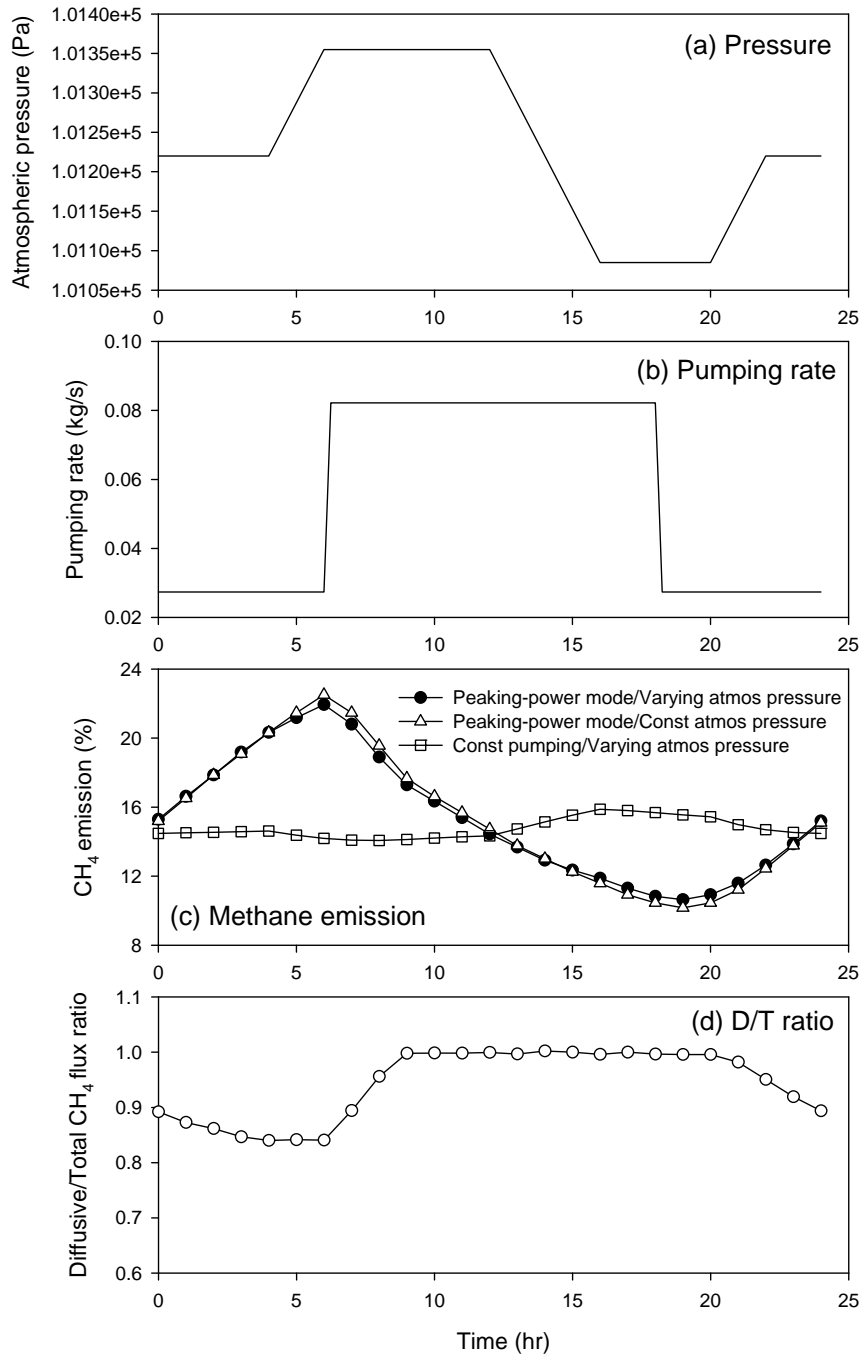 (a) Pressure
Atmospheric pressure (Pa)
1.0140e+5
1.0135e+5
1.0130e+5
1.0125e+5
1.0120e+5
1.0115e+5
1.0110e+5
1.0105e+5
0 5 10 15 20 25
(b) Pumping rate
Pumping rate (kg/s)
0.10
0.08
0.06
0.04
0.02
0 5 10 15 20 25
CH₄ emission (%)
24
20
16
12
8
Peaking-power mode/Varying atmos pressure
Peaking-power mode/Const atmos pressure
Const pumping/Varying atmos pressure
(c) Methane emission
0 5 10 15 20 25
(d) D/T ratio
Diffusive/Total CH₄ flux ratio
1.1
1.0
0.9
0.8
0.7
0.6
0 5 10 15 20 25
Time (hr)